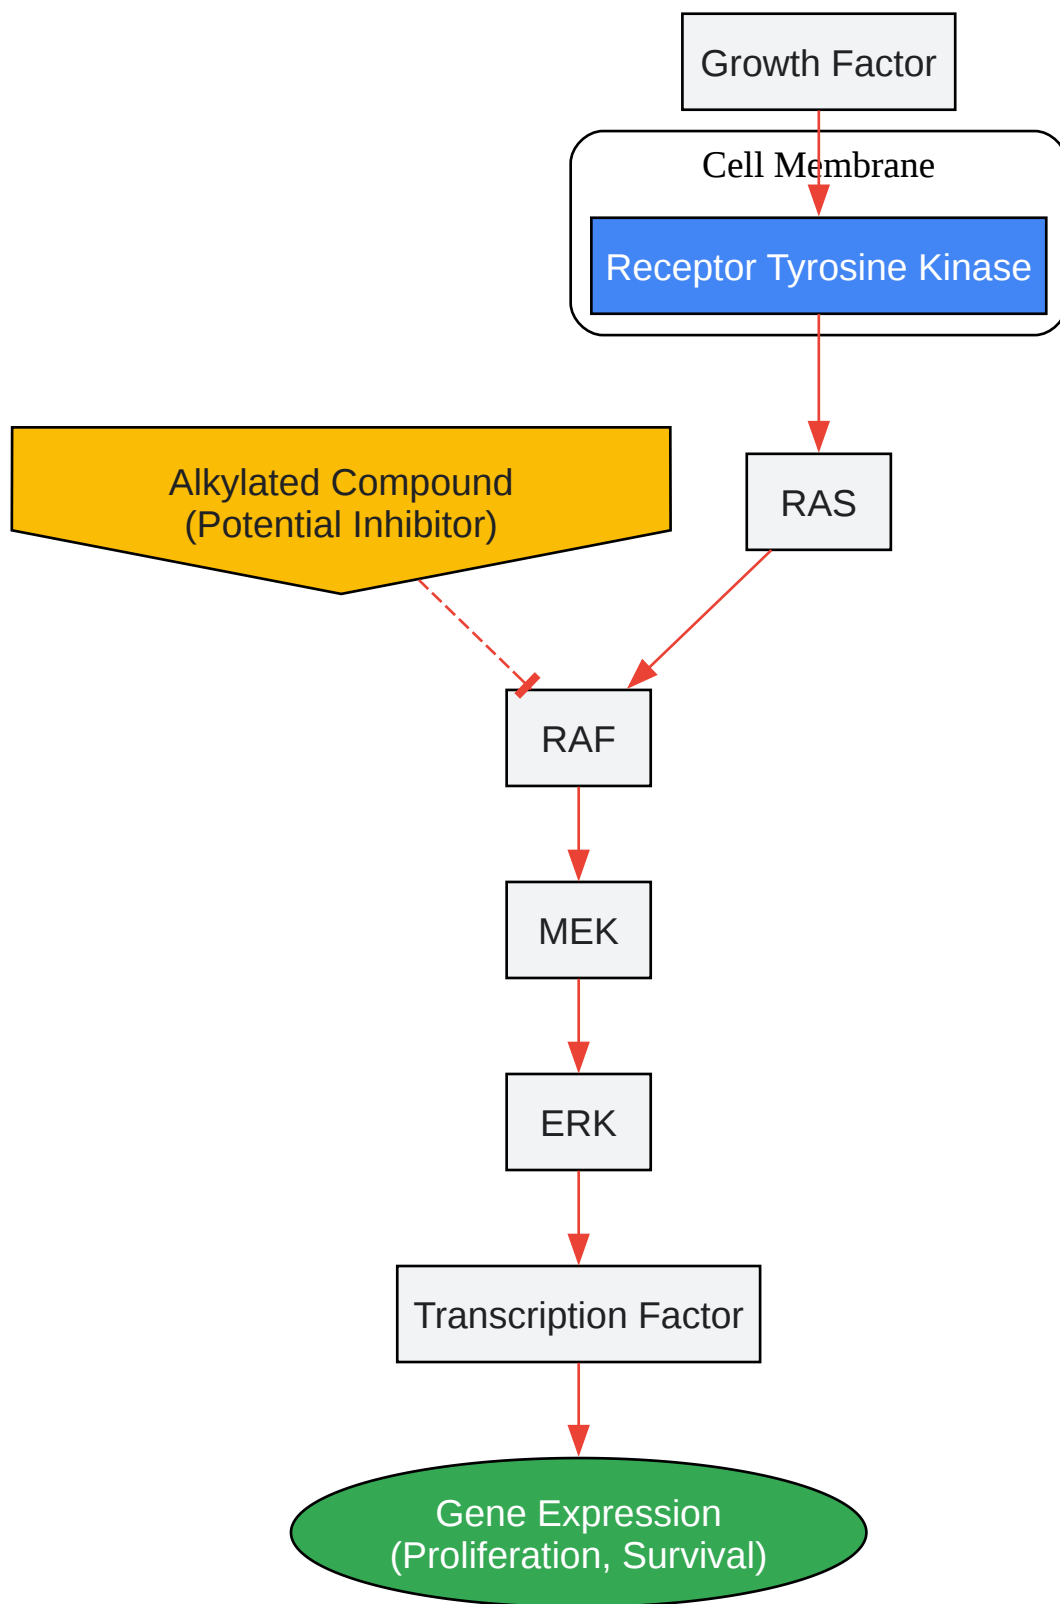 Growth Factor
Cell Membrane
Receptor Tyrosine Kinase
Alkylated Compound
(Potential Inhibitor)
RAS
RAF
MEK
ERK
Transcription Factor
Gene Expression
(Proliferation, Survival)